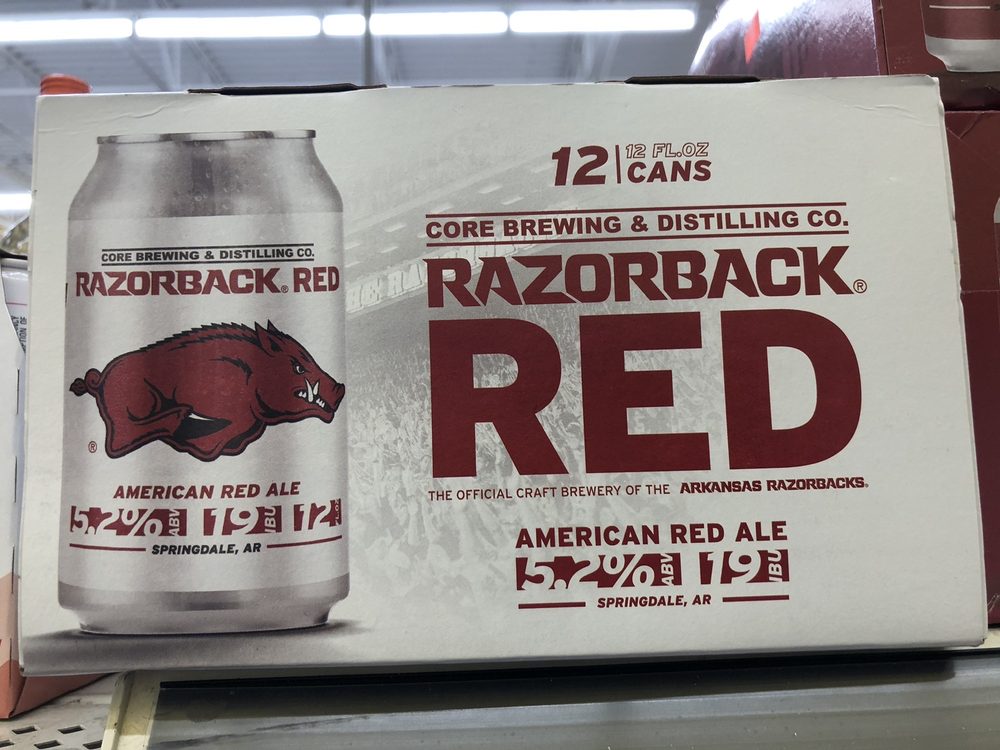 12 | 12 FL.OZ
CANS
CORE BREWING & DISTILLING CO.
RAZORBACK®
RED
THE OFFICIAL CRAFT BREWERY OF THE ARKANSAS RAZORBACKS®
AMERICAN RED ALE
5.2% ABV 19 IBU
SPRINGDALE, AR
CORE BREWING & DISTILLING CO.
RAZORBACK® RED
®
AMERICAN RED ALE
5.2% ABV 19 IBU 12 FL.OZ
SPRINGDALE, AR